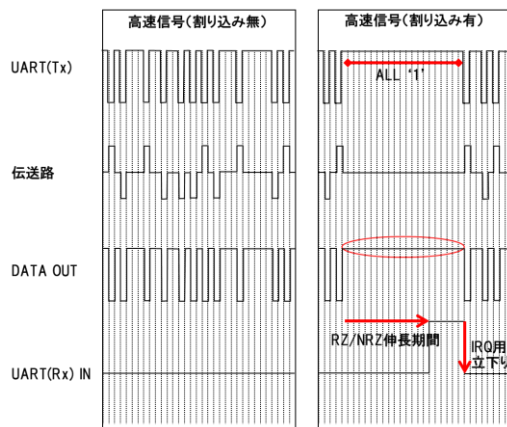 高速信号(割り込み無)
高速信号(割り込み有)
UART(Tx)
ALL ‘1’
伝送路
DATA OUT
RZ/NRZ伸長期間
IRQ用
立下り
UART(Rx) IN